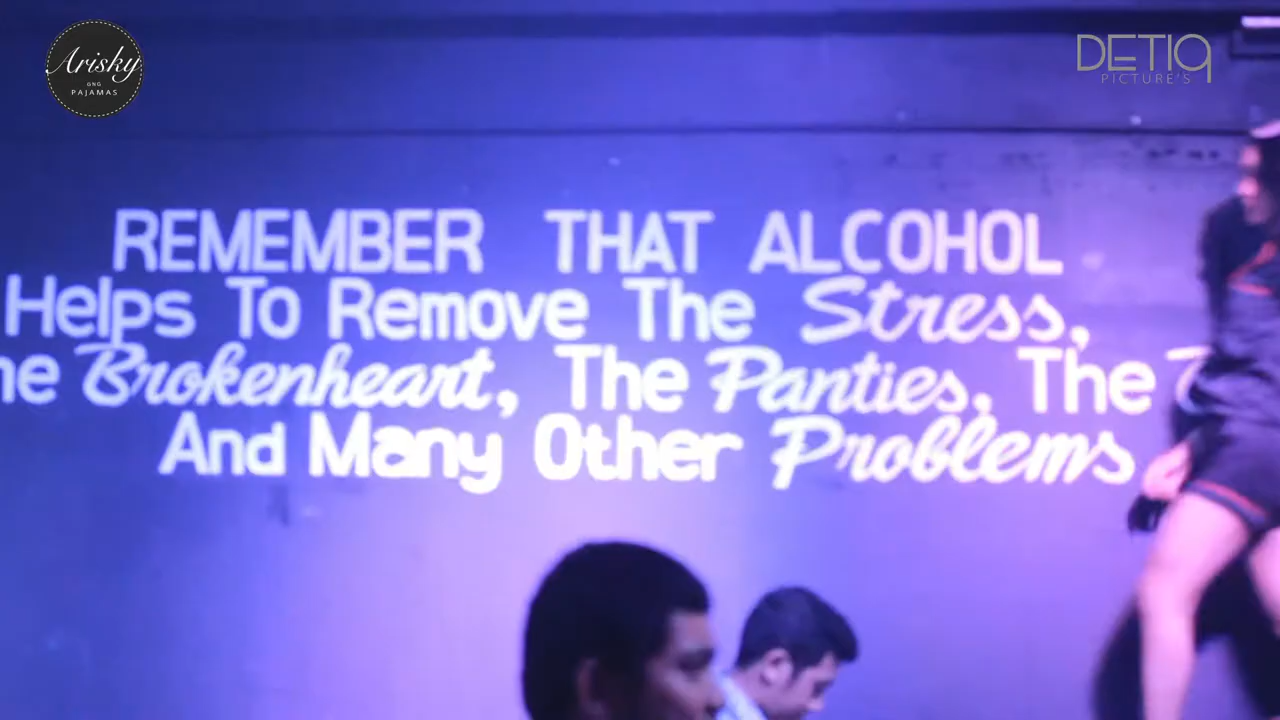 Arisky
GNG
PAJAMAS
DETIQ
PICTURE'S
REMEMBER THAT ALCOHOL
Helps To Remove The Stress,
Brokenheart, The Panties, The
And Many Other Problems